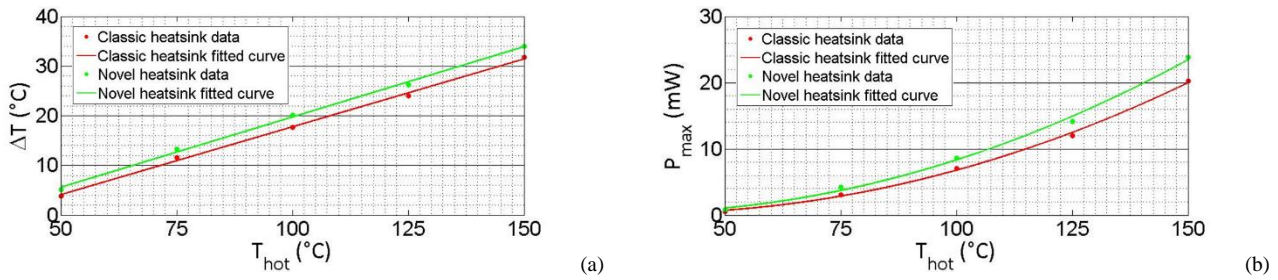 40
30
20
10
0
ΔT (°C)
Classic heatsink data
Classic heatsink fitted curve
Novel heatsink data
Novel heatsink fitted curve
50 75 100 125 150
T_hot (°C)
(a)
30
20
10
0
P_max (mW)
Classic heatsink data
Classic heatsink fitted curve
Novel heatsink data
Novel heatsink fitted curve
50 75 100 125 150
T_hot (°C)
(b)